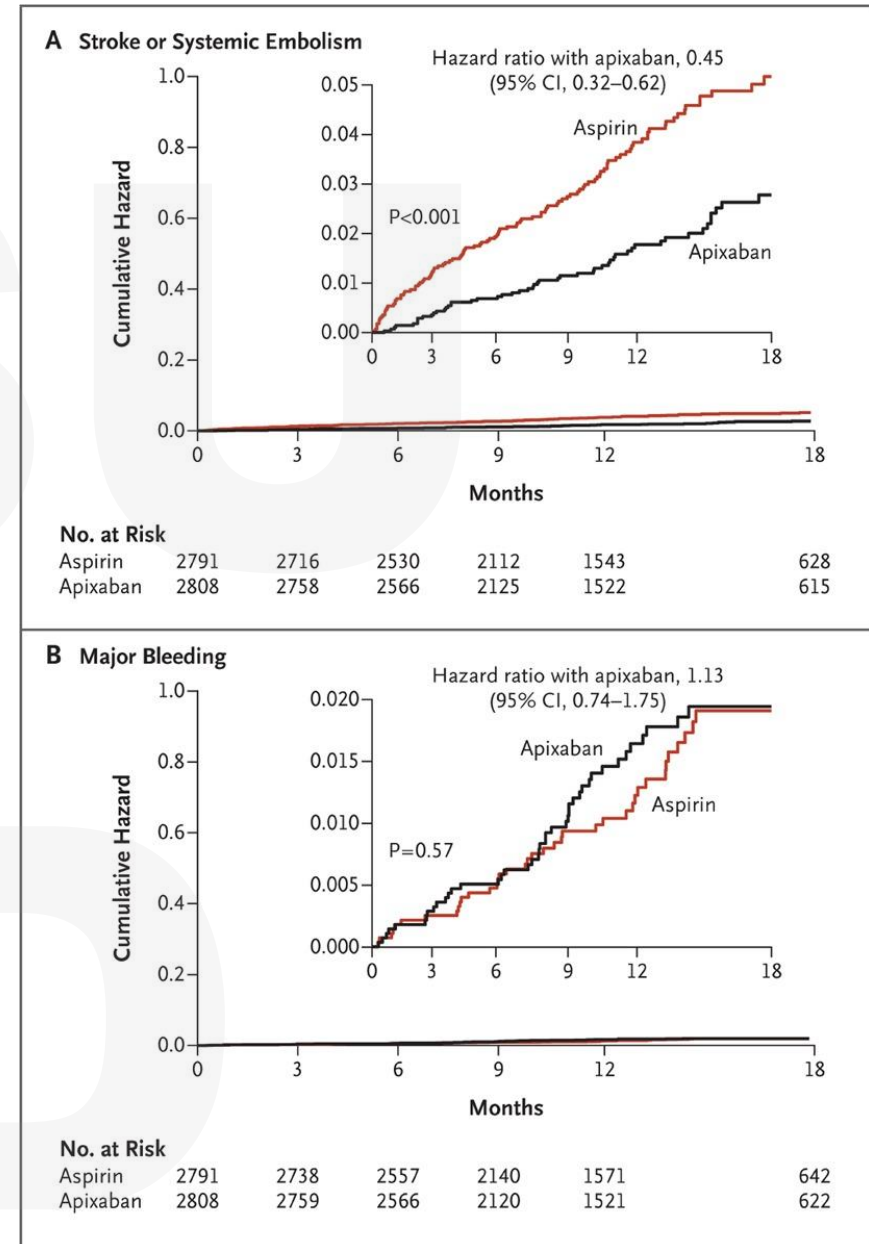 A Stroke or Systemic Embolism
Hazard ratio with apixaban, 0.45
(95% CI, 0.32–0.62)
Cumulative Hazard
1.0
0.8
0.6
0.4
0.2
0.0
0.05
0.04
0.03
0.02
0.01
0.00
Aspirin
P<0.001
Apixaban
0 3 6 9 12 18
0 3 6 9 12 18
Months
No. at Risk
Aspirin 2791 2716 2530 2112 1543 628
Apixaban 2808 2758 2566 2125 1522 615
B Major Bleeding
Hazard ratio with apixaban, 1.13
(95% CI, 0.74–1.75)
Cumulative Hazard
1.0
0.8
0.6
0.4
0.2
0.0
0.020
0.015
0.010
0.005
0.000
Apixaban
Aspirin
P=0.57
0 3 6 9 12 18
0 3 6 9 12 18
Months
No. at Risk
Aspirin 2791 2738 2557 2140 1571 642
Apixaban 2808 2759 2566 2120 1521 622